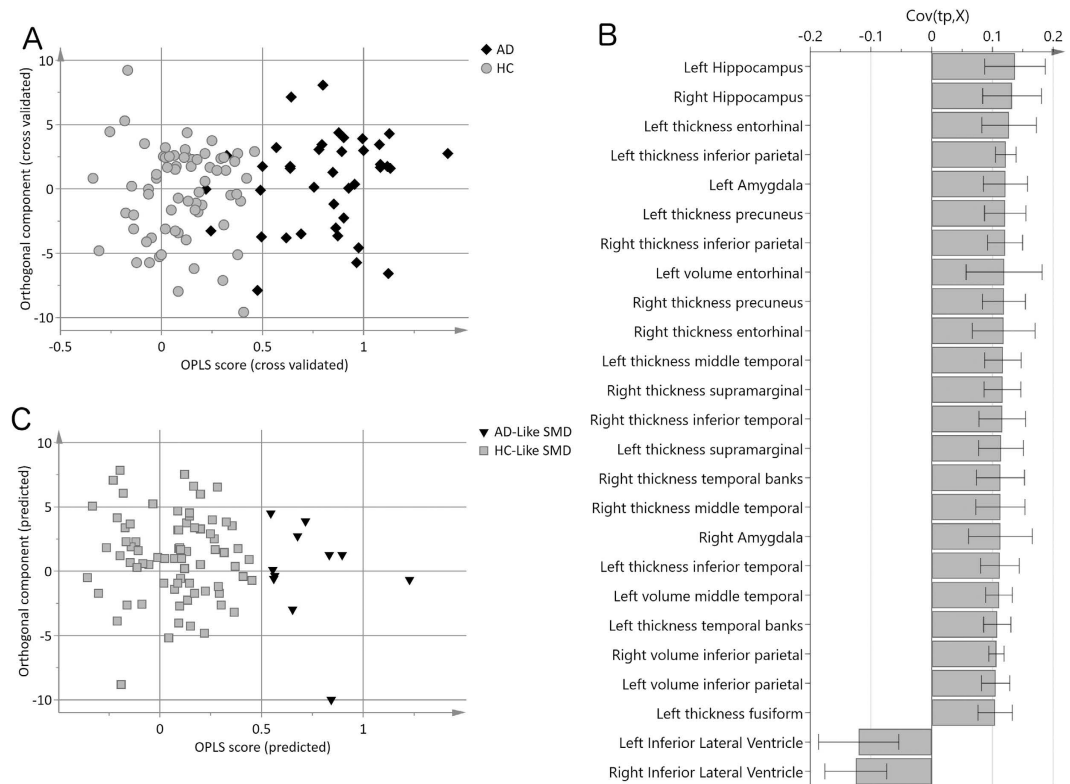 A
AD
HC
10
5
0
-5
-10
-0.5
0
0.5
1
Orthogonal component (cross validated)
OPLS score (cross validated)
B
Cov(tp,X)
-0.2
-0.1
0
0.1
0.2
Left Hippocampus
Right Hippocampus
Left thickness entorhinal
Left thickness inferior parietal
Left Amygdala
Left thickness precuneus
Right thickness inferior parietal
Left volume entorhinal
Right thickness precuneus
Right thickness entorhinal
Left thickness middle temporal
Right thickness supramarginal
Right thickness inferior temporal
Left thickness supramarginal
Right thickness temporal banks
Right thickness middle temporal
Right Amygdala
Left thickness inferior temporal
Left volume middle temporal
Left thickness temporal banks
Right volume inferior parietal
Left volume inferior parietal
Left thickness fusiform
Left Inferior Lateral Ventricle
Right Inferior Lateral Ventricle
C
AD-Like SMD
HC-Like SMD
10
5
0
-5
-10
0
0.5
1
Orthogonal component (predicted)
OPLS score (predicted)